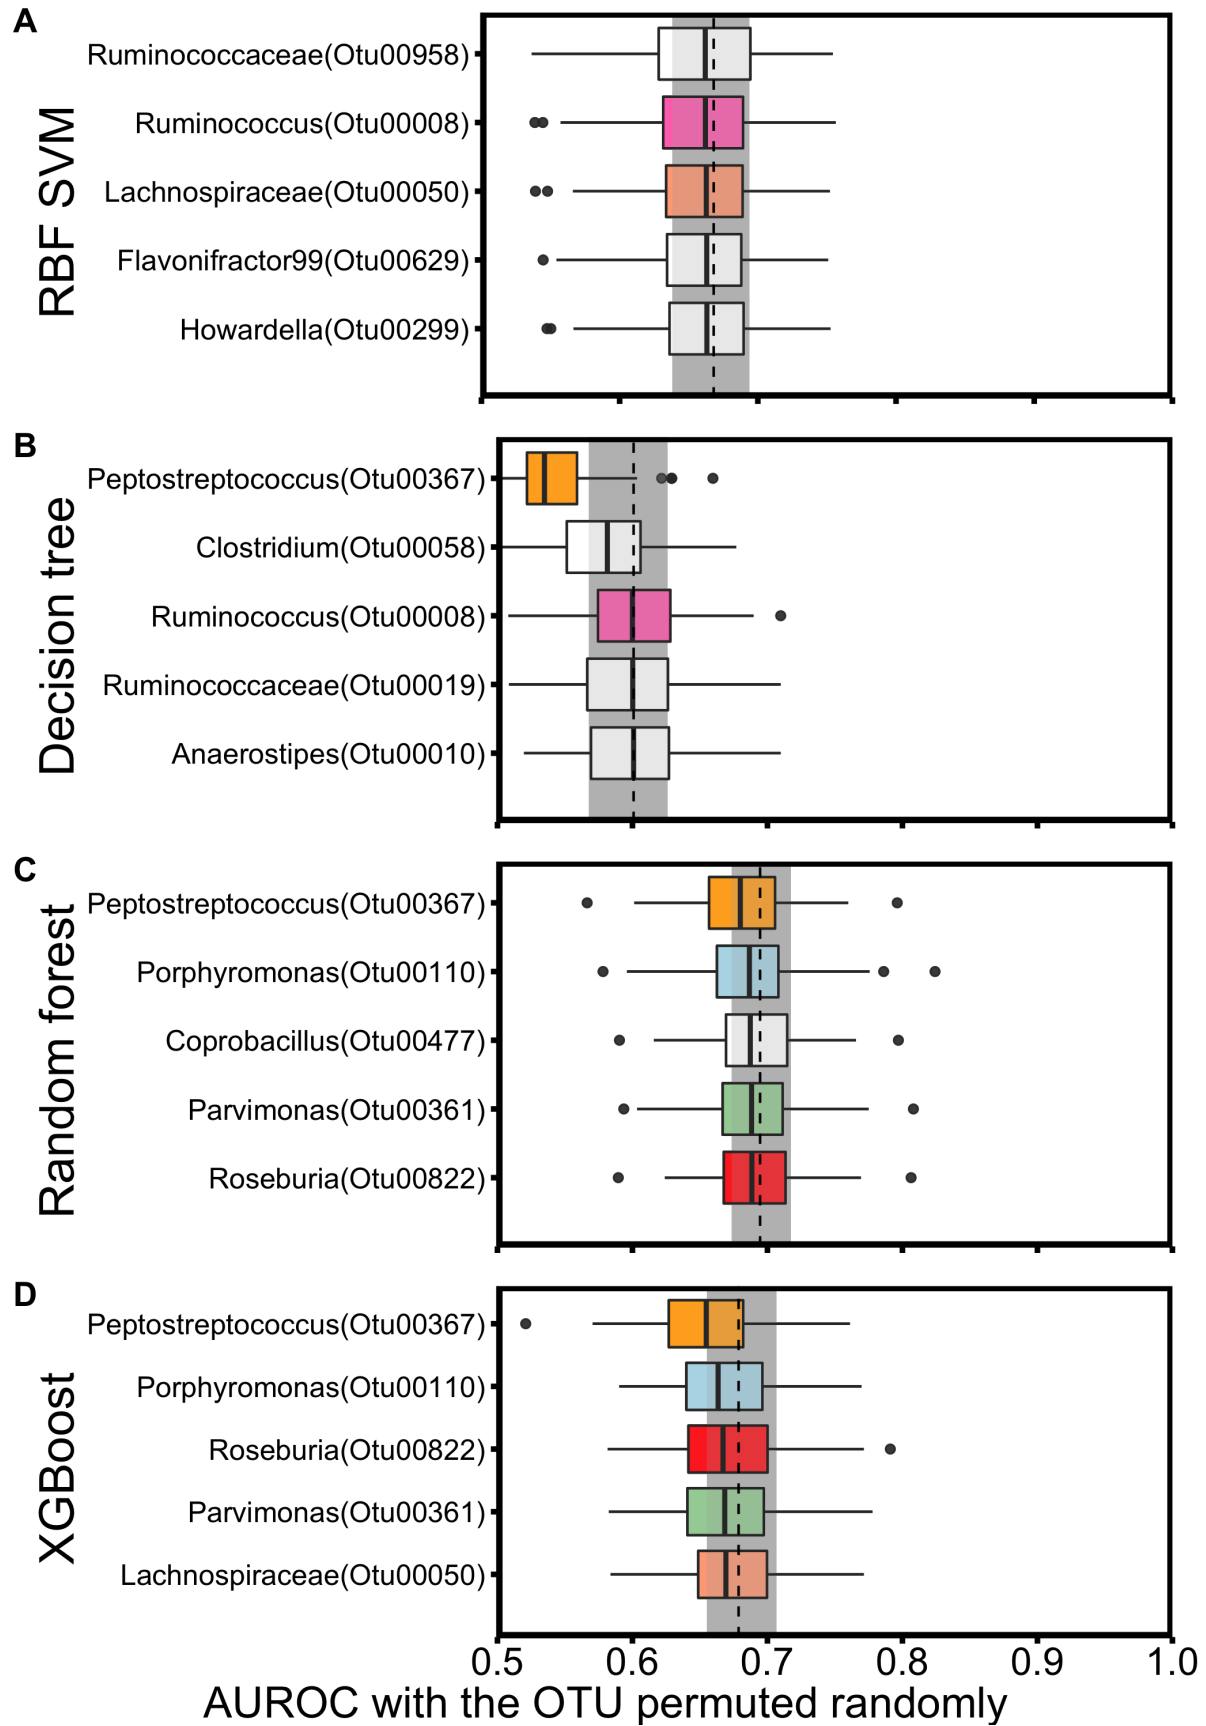 A
RBF SVM
Ruminococcaceae(Otu00958)
Ruminococcus(Otu00008)
Lachnospiraceae(Otu00050)
Flavonifractor99(Otu00629)
Howardella(Otu00299)
B
Decision tree
Peptostreptococcus(Otu00367)
Clostridium(Otu00058)
Ruminococcus(Otu00008)
Ruminococcaceae(Otu00019)
Anaerostipes(Otu00010)
C
Random forest
Peptostreptococcus(Otu00367)
Porphyromonas(Otu00110)
Coprobacillus(Otu00477)
Parvimonas(Otu00361)
Roseburia(Otu00822)
D
XGBoost
Peptostreptococcus(Otu00367)
Porphyromonas(Otu00110)
Roseburia(Otu00822)
Parvimonas(Otu00361)
Lachnospiraceae(Otu00050)
0.5 0.6 0.7 0.8 0.9 1.0
AUROC with the OTU permuted randomly